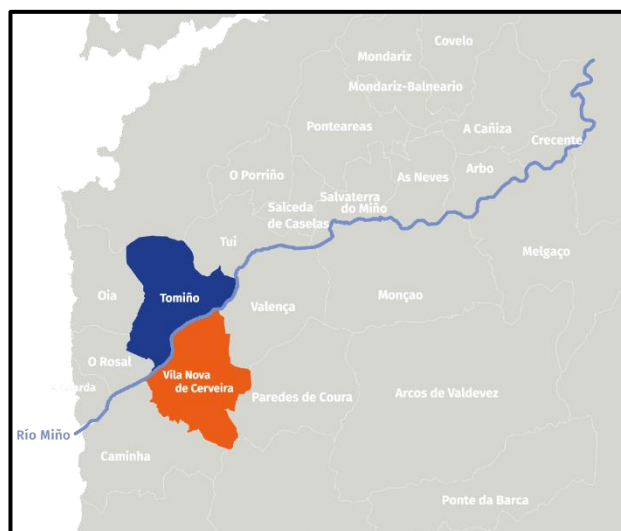 Covelo
Mondariz
Mondariz-Balneario
Ponteareas
A Cañiza
Crecente
O Porriño
As Neves
Arbo
Salvaterra
do Miño
Salceda
de Caselas
Tui
Melgaço
Oia
Tomiño
Valença
Monçao
O Rosal
Vila Nova
de Cerveira
Paredes de Coura
Arcos de Valdevez
Río Miño
Caminha
Ponte da Barca